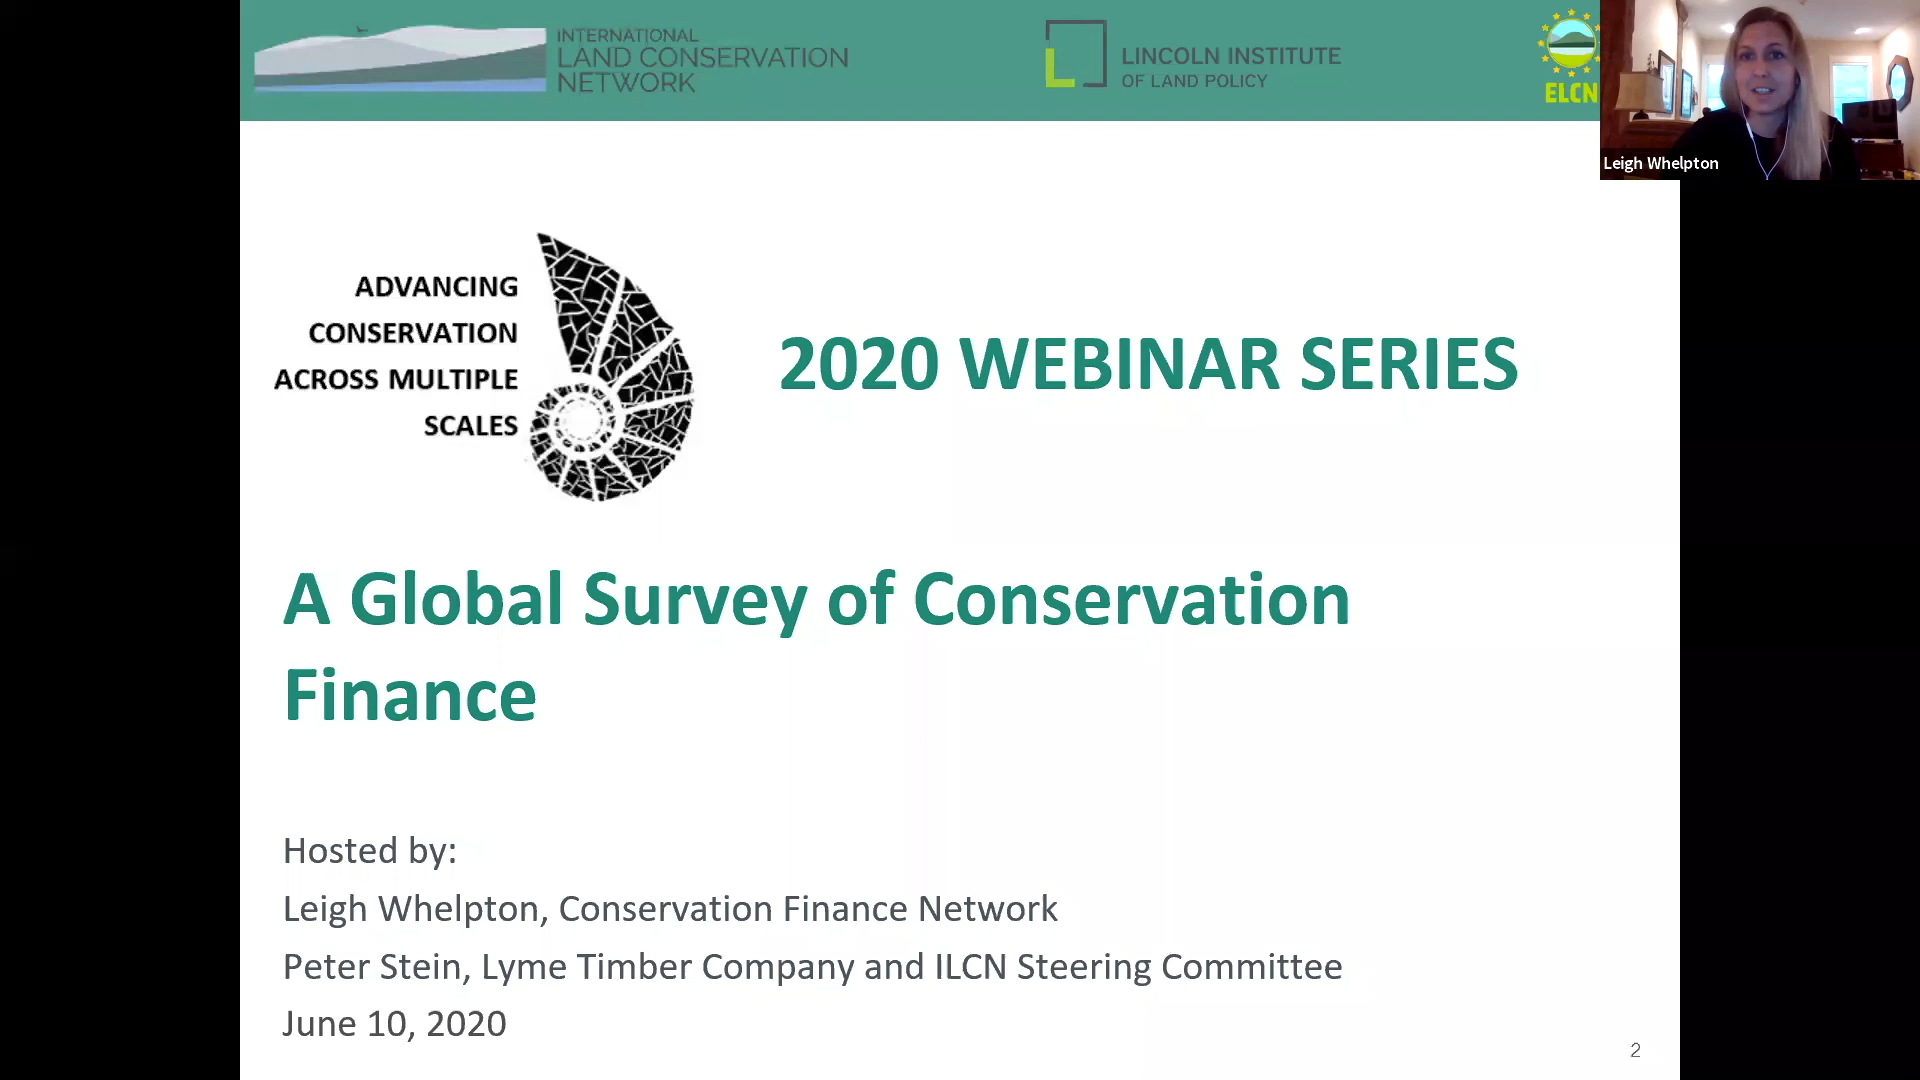 INTERNATIONAL
LAND CONSERVATION
NETWORK
LINCOLN INSTITUTE
OF LAND POLICY
ELCN
Leigh Whelpton
ADVANCING
CONSERVATION
ACROSS MULTIPLE
SCALES
2020 WEBINAR SERIES
A Global Survey of Conservation
Finance
Hosted by:
Leigh Whelpton, Conservation Finance Network
Peter Stein, Lyme Timber Company and ILCN Steering Committee
June 10, 2020
2